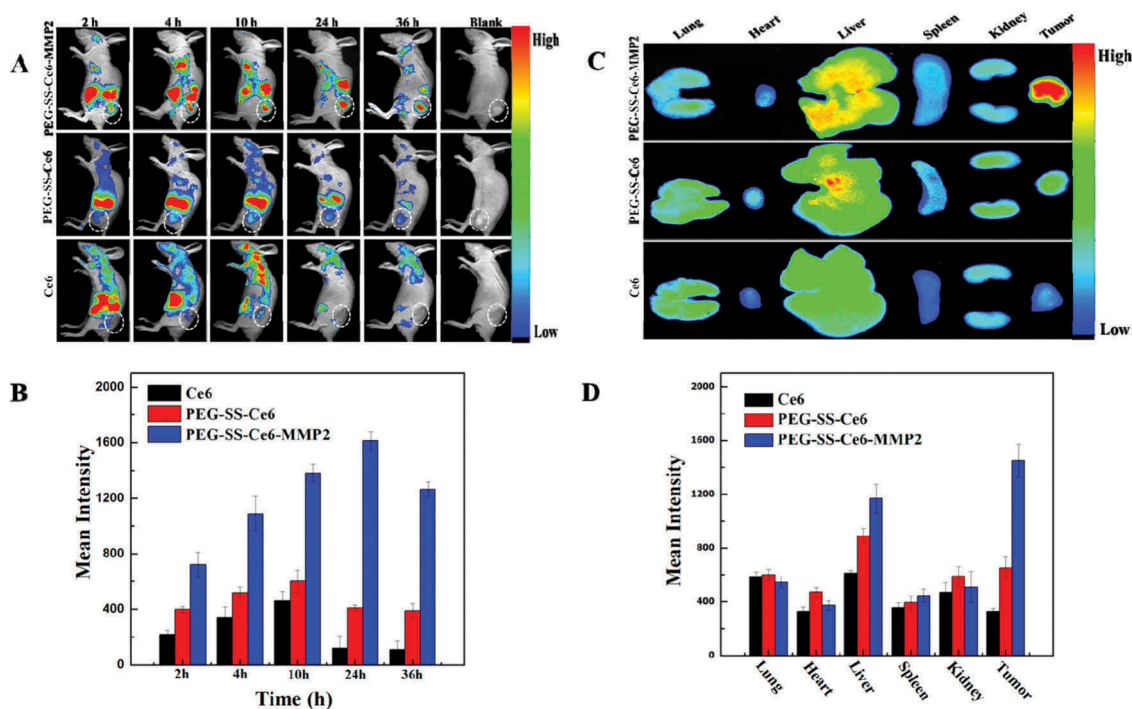 2 h 4 h 10 h 24 h 36 h Blank
A
High
PEG-SS-Ce6-MMP2
PEG-SS-Ce6
Ce6
Low
Lung Heart Liver Spleen Kidney Tumor
C
High
PEG-SS-Ce6-MMP2
PEG-SS-Ce6
Ce6
Low
B
2000
1600
1200
800
400
0
Mean Intensity
Ce6
PEG-SS-Ce6
PEG-SS-Ce6-MMP2
2h 4h 10h 24h 36h
Time (h)
D
2000
1600
1200
800
400
0
Mean Intensity
Ce6
PEG-SS-Ce6
PEG-SS-Ce6-MMP2
Lung Heart Liver Spleen Kidney Tumor